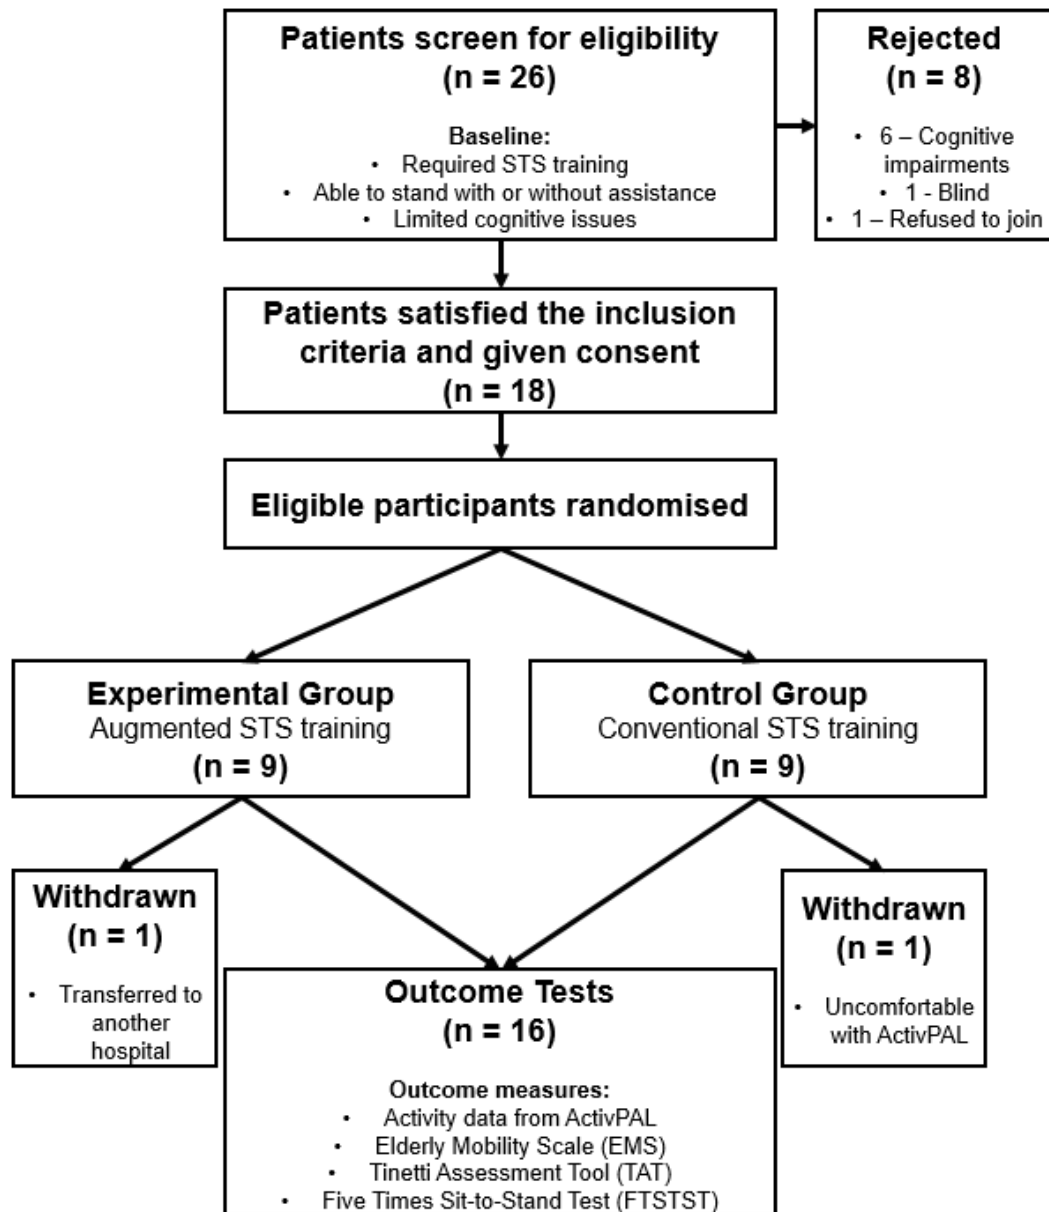 Patients screen for eligibility
(n = 26)
Baseline:
• Required STS training
• Able to stand with or without assistance
• Limited cognitive issues
Rejected
(n = 8)
• 6 – Cognitive
impairments
• 1 - Blind
• 1 – Refused to join
Patients satisfied the inclusion
criteria and given consent
(n = 18)
Eligible participants randomised
Experimental Group
Augmented STS training
(n = 9)
Control Group
Conventional STS training
(n = 9)
Withdrawn
(n = 1)
• Transferred to
another
hospital
Withdrawn
(n = 1)
• Uncomfortable
with ActivPAL
Outcome Tests
(n = 16)
Outcome measures:
• Activity data from ActivPAL
• Elderly Mobility Scale (EMS)
• Tinetti Assessment Tool (TAT)
• Five Times Sit-to-Stand Test (FTSTST)